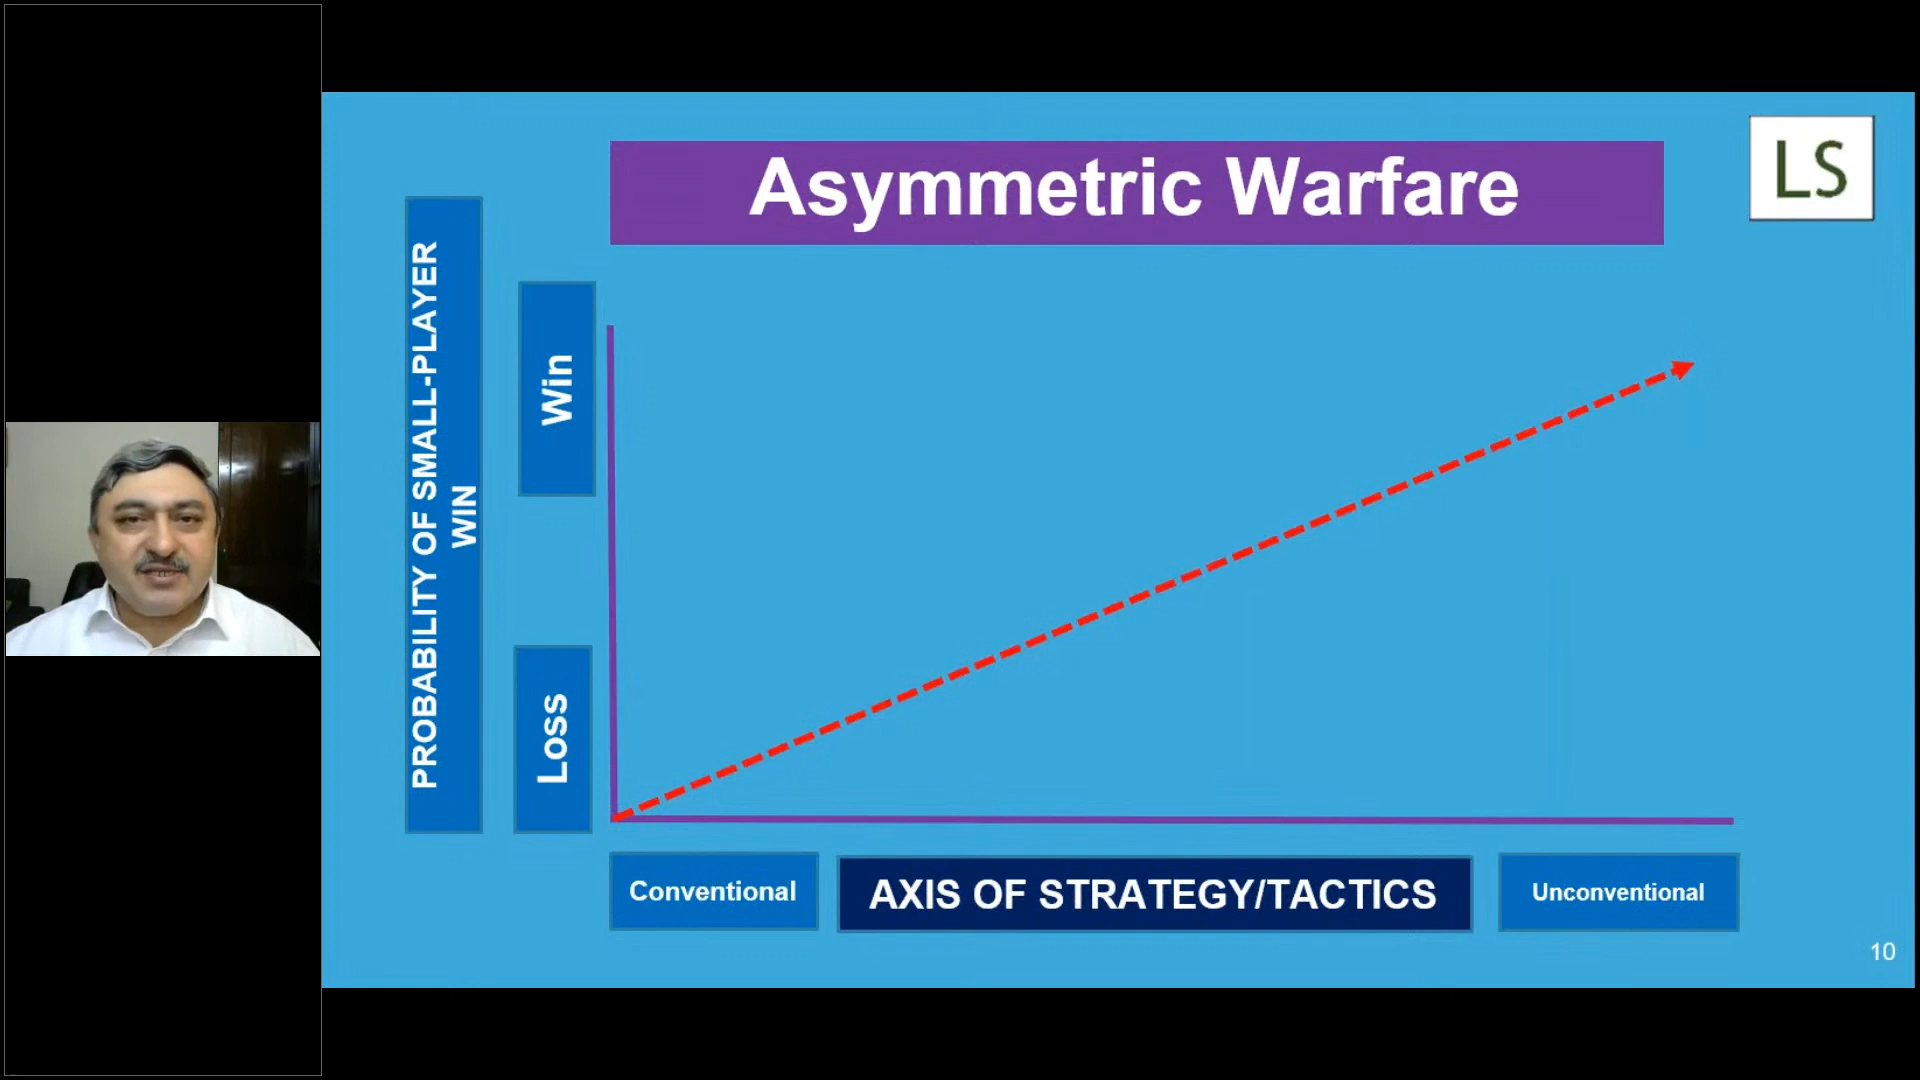 Asymmetric Warfare
LS
PROBABILITY OF SMALL-PLAYER
WIN
Win
Loss
Conventional
AXIS OF STRATEGY/TACTICS
Unconventional
10